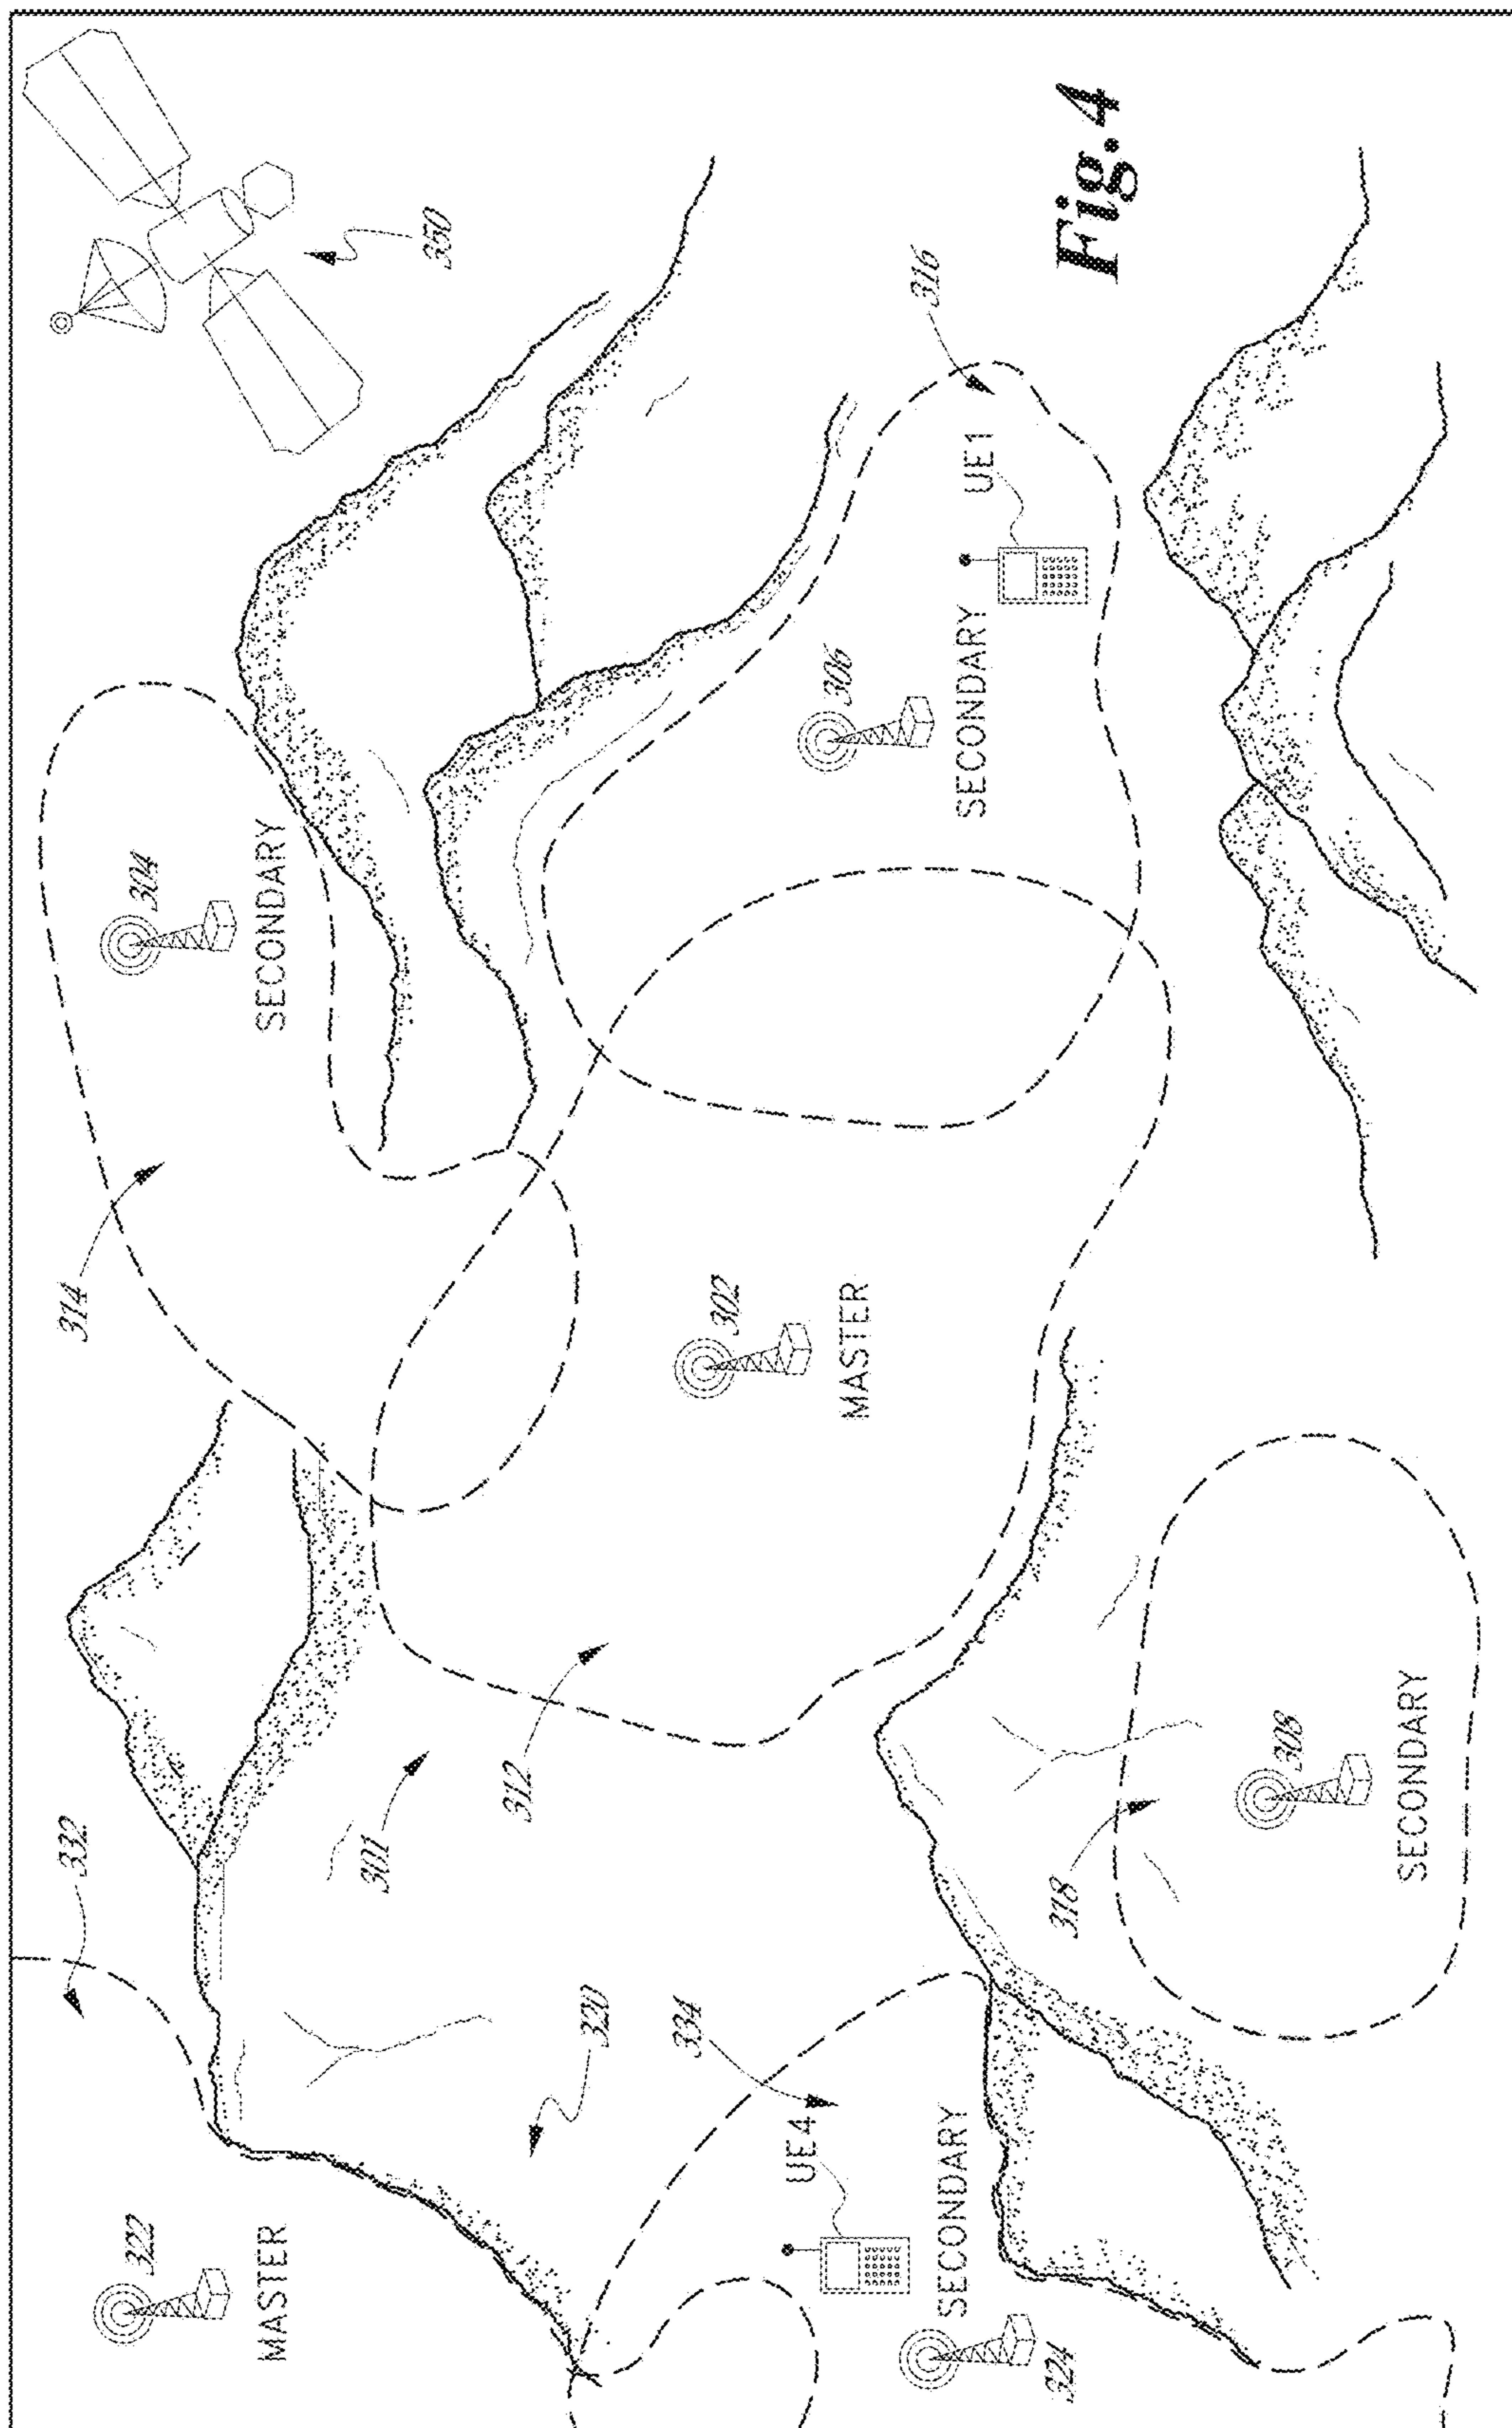 Fig. 4
350
304
SECONDARY
314
316
UE1
306
SECONDARY
302
MASTER
312
301
332
322
MASTER
320
334
UE4
SECONDARY
324
318
308
SECONDARY